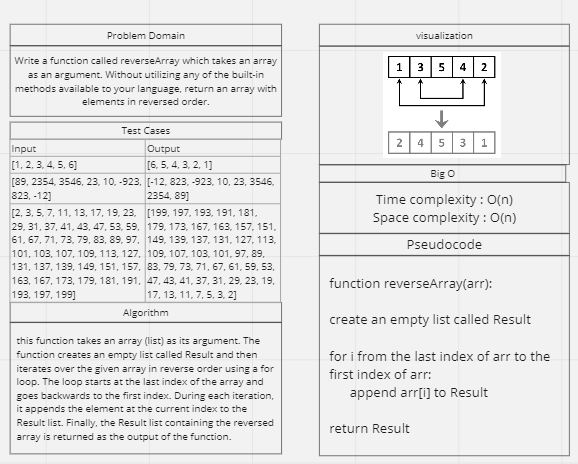 Problem Domain
Write a function called reverseArray which takes an array
as an argument. Without utilizing any of the built-in
methods available to your language, return an array with
elements in reversed order.
Test Cases
Input
Output
[1, 2, 3, 4, 5, 6]
[6, 5, 4, 3, 2, 1]
[89, 2354, 3546, 23, 10, -923,
823, -12]
[-12, 823, -923, 10, 23, 3546,
2354, 89]
[2, 3, 5, 7, 11, 13, 17, 19, 23,
29, 31, 37, 41, 43, 47, 53, 59,
61, 67, 71, 73, 79, 83, 89, 97,
101, 103, 107, 109, 113, 127,
131, 137, 139, 149, 151, 157,
163, 167, 173, 179, 181, 191,
193, 197, 199]
[199, 197, 193, 191, 181,
179, 173, 167, 163, 157, 151,
149, 139, 137, 131, 127, 113,
109, 107, 103, 101, 97, 89,
83, 79, 73, 71, 67, 61, 59, 53,
47, 43, 41, 37, 31, 29, 23, 19,
17, 13, 11, 7, 5, 3, 2]
Algorithm
this function takes an array (list) as its argument. The
function creates an empty list called Result and then
iterates over the given array in reverse order using a for
loop. The loop starts at the last index of the array and
goes backwards to the first index. During each iteration,
it appends the element at the current index to the
Result list. Finally, the Result list containing the reversed
array is returned as the output of the function.
visualization
1 3 5 4 2
2 4 5 3 1
Big O
Time complexity : O(n)
Space complexity : O(n)
Pseudocode
function reverseArray(arr):
create an empty list called Result
for i from the last index of arr to the
first index of arr:
append arr[i] to Result
return Result